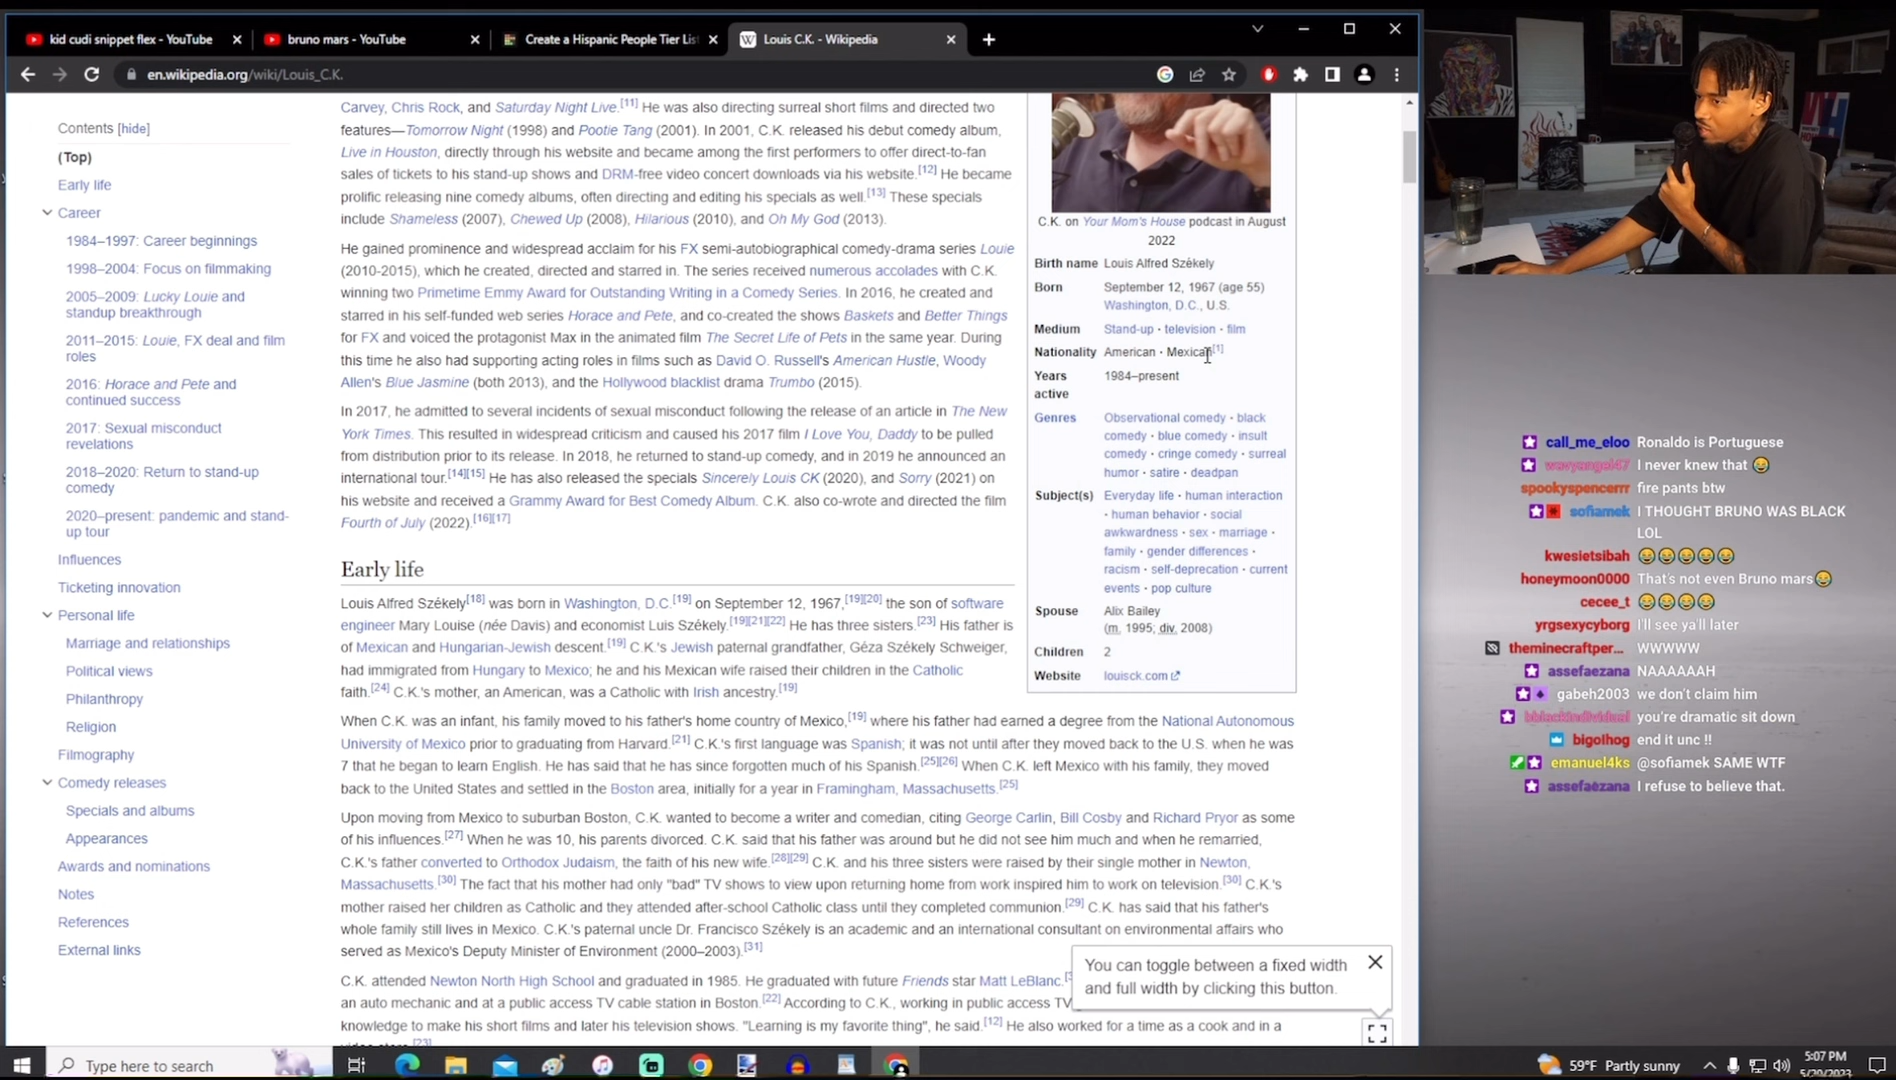 kid cudi snippet flex - YouTube
bruno mars - YouTube
Create a Hispanic People Tier Lis
Louis C.K. - Wikipedia
en.wikipedia.org/wiki/Louis_C.K.
Contents [hide]
(Top)
Early life
Career
1984–1997: Career beginnings
1998–2004: Focus on filmmaking
2005–2009: Lucky Louie and
standup breakthrough
2011–2015: Louie, FX deal and film
roles
2016: Horace and Pete and
continued success
2017: Sexual misconduct
revelations
2018–2020: Return to stand-up
comedy
2020–present: pandemic and stand-
up tour
Influences
Ticketing innovation
Personal life
Marriage and relationships
Political views
Philanthropy
Religion
Filmography
Comedy releases
Specials and albums
Appearances
Awards and nominations
Notes
References
External links
Carvey, Chris Rock, and Saturday Night Live.[11] He was also directing surreal short films and directed two
features—Tomorrow Night (1998) and Pootie Tang (2001). In 2001, C.K. released his debut comedy album,
Live in Houston, directly through his website and became among the first performers to offer direct-to-fan
sales of tickets to his stand-up shows and DRM-free video concert downloads via his website.[12] He became
prolific releasing nine comedy albums, often directing and editing his specials as well.[13] These specials
include Shameless (2007), Chewed Up (2008), Hilarious (2010), and Oh My God (2013).
He gained prominence and widespread acclaim for his FX semi-autobiographical comedy-drama series Louie
(2010-2015), which he created, directed and starred in. The series received numerous accolades with C.K.
winning two Primetime Emmy Award for Outstanding Writing in a Comedy Series. In 2016, he created and
starred in his self-funded web series Horace and Pete, and co-created the shows Baskets and Better Things
for FX and voiced the protagonist Max in the animated film The Secret Life of Pets in the same year. During
this time he also had supporting acting roles in films such as David O. Russell's American Hustle, Woody
Allen's Blue Jasmine (both 2013), and the Hollywood blacklist drama Trumbo (2015).
In 2017, he admitted to several incidents of sexual misconduct following the release of an article in The New
York Times. This resulted in widespread criticism and caused his 2017 film I Love You, Daddy to be pulled
from distribution prior to its release. In 2018, he returned to stand-up comedy, and in 2019 he announced an
international tour.[14][15] He has also released the specials Sincerely Louis CK (2020), and Sorry (2021) on
his website and received a Grammy Award for Best Comedy Album. C.K. also co-wrote and directed the film
Fourth of July (2022).[16][17]
C.K. on Your Mom's House podcast in August
2022
Birth name Louis Alfred Székely
Born September 12, 1967 (age 55)
Washington, D.C., U.S.
Medium Stand-up · television · film
Nationality American · Mexican[1]
Years 1984–present
active
Genres Observational comedy · black
comedy · blue comedy · insult
comedy · cringe comedy · surreal
humor · satire · deadpan
Subject(s) Everyday life · human interaction
· human behavior · social
awkwardness · sex · marriage ·
family · gender differences ·
racism · self-deprecation · current
events · pop culture
Spouse Alix Bailey
(m. 1995; div. 2008)
Children 2
Website louisck.com
Early life
Louis Alfred Székely[18] was born in Washington, D.C.[19] on September 12, 1967,[19][20] the son of software
engineer Mary Louise (née Davis) and economist Luis Székely.[19][21][22] He has three sisters.[23] His father is
of Mexican and Hungarian-Jewish descent.[19] C.K.'s Jewish paternal grandfather, Géza Székely Schweiger,
had immigrated from Hungary to Mexico; he and his Mexican wife raised their children in the Catholic
faith.[24] C.K.'s mother, an American, was a Catholic with Irish ancestry.[19]
When C.K. was an infant, his family moved to his father's home country of Mexico,[19] where his father had earned a degree from the National Autonomous
University of Mexico prior to graduating from Harvard.[21] C.K.'s first language was Spanish; it was not until after they moved back to the U.S. when he was
7 that he began to learn English. He has said that he has since forgotten much of his Spanish.[25][26] When C.K. left Mexico with his family, they moved
back to the United States and settled in the Boston area, initially for a year in Framingham, Massachusetts.[25]
Upon moving from Mexico to suburban Boston, C.K. wanted to become a writer and comedian, citing George Carlin, Bill Cosby and Richard Pryor as some
of his influences.[27] When he was 10, his parents divorced. C.K. said that his father was around but he did not see him much and when he remarried,
C.K.'s father converted to Orthodox Judaism, the faith of his new wife.[28][29] C.K. and his three sisters were raised by their single mother in Newton,
Massachusetts.[30] The fact that his mother had only "bad" TV shows to view upon returning home from work inspired him to work on television.[30] C.K.'s
mother raised her children as Catholic and they attended after-school Catholic class until they completed communion.[29] C.K. has said that his father's
whole family still lives in Mexico. C.K.'s paternal uncle Dr. Francisco Székely is an academic and an international consultant on environmental affairs who
served as Mexico's Deputy Minister of Environment (2000–2003).[31]
C.K. attended Newton North High School and graduated in 1985. He graduated with future Friends star Matt LeBlanc.
an auto mechanic and at a public access TV cable station in Boston.[22] According to C.K., working in public access TV
knowledge to make his short films and later his television shows. "Learning is my favorite thing", he said.[12] He also worked for a time as a cook and in a
You can toggle between a fixed width
and full width by clicking this button.
call_me_eloo Ronaldo is Portuguese
I never knew that 😂
spookyspencerrr fire pants btw
sofiamek I THOUGHT BRUNO WAS BLACK
LOL
kwesietsibah 😂😂😂😂😂
honeymoon0000 That's not even Bruno mars😂
cecee_t 😂😂😂😂
yrgsexycyborg I'll see ya'll later
theminecraftper... WWWWW
assefaezana NAAAAAAH
gabeh2003 we don't claim him
you're dramatic sit down
bigolhog end it unc !!
emanuel4ks @sofiamek SAME WTF
assefaezana I refuse to believe that.
Type here to search
59°F Partly sunny
5:07 PM